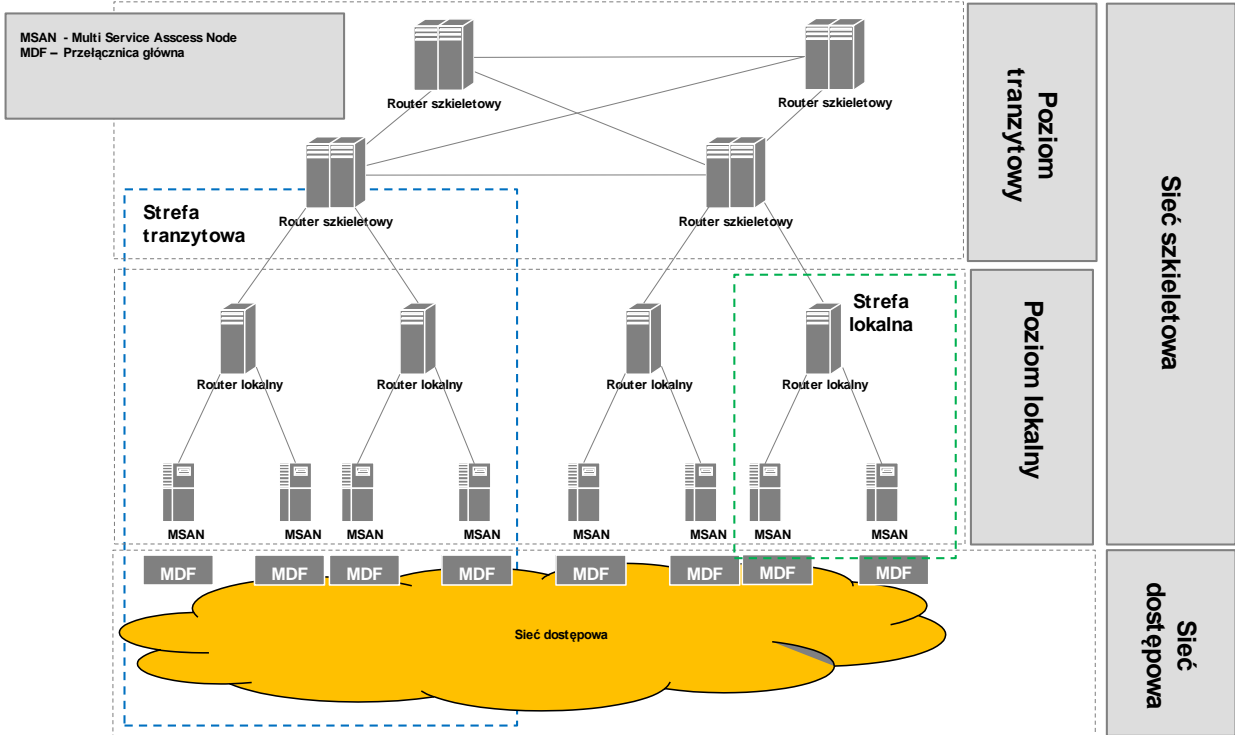 MSAN - Multi Service Asscess Node
MDF – Przełącznica główna
Router szkieletowy
Router szkieletowy
Router szkieletowy
Router szkieletowy
Strefa
tranzytowa
Strefa
lokalna
Router lokalny
Router lokalny
Router lokalny
Router lokalny
MSAN
MSAN
MSAN
MSAN
MSAN
MSAN
MSAN
MSAN
MDF
MDF
MDF
MDF
MDF
MDF
MDF
MDF
Sieć dostępowa
Poziom
tranzytowy
Poziom lokalny
Sieć szkieletowa
Sieć
dostępowa